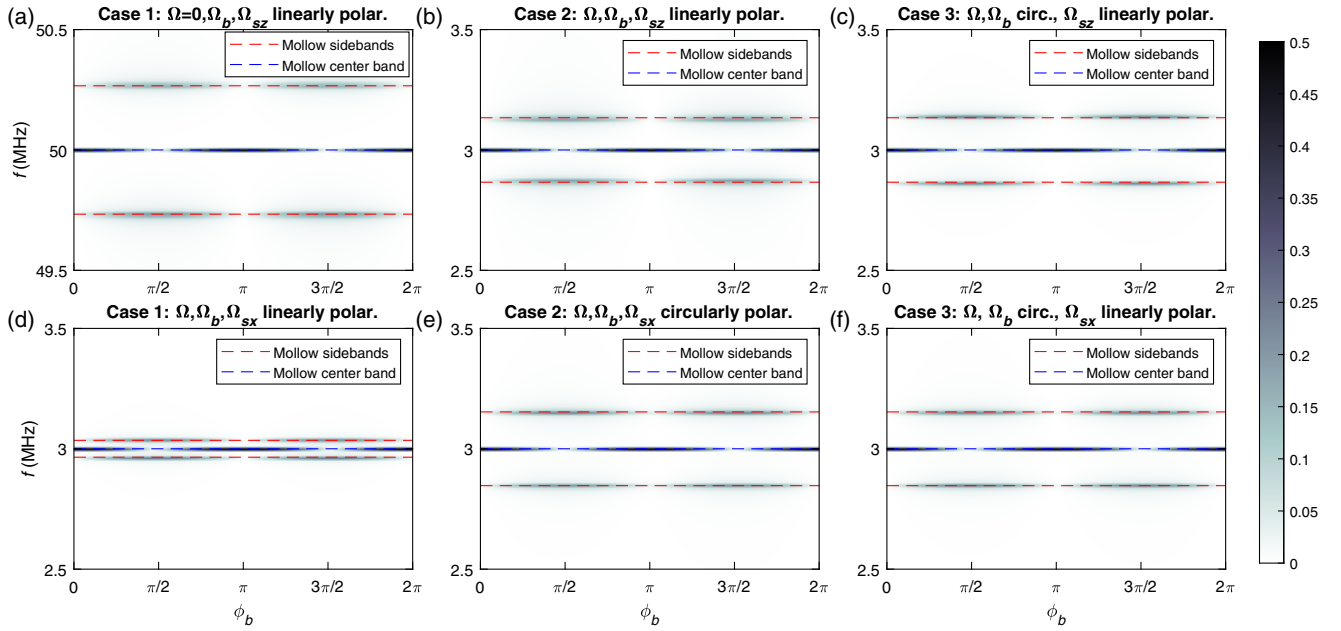 (a) Case 1: Ω=0,Ω_b,Ω_sz linearly polar.
50.5
50
49.5
f (MHz)
Mollow sidebands
Mollow center band
0 π/2 π 3π/2 2π
(b) Case 2: Ω,Ω_b,Ω_sz linearly polar.
3.5
3
2.5
Mollow sidebands
Mollow center band
0 π/2 π 3π/2 2π
(c) Case 3: Ω,Ω_b circ., Ω_sz linearly polar.
3.5
3
2.5
Mollow sidebands
Mollow center band
0 π/2 π 3π/2 2π
(d) Case 1: Ω,Ω_b,Ω_sx linearly polar.
3.5
3
2.5
f (MHz)
Mollow sidebands
Mollow center band
0 π/2 π 3π/2 2π
ϕ_b
(e) Case 2: Ω,Ω_b,Ω_sx circularly polar.
3.5
3
2.5
Mollow sidebands
Mollow center band
0 π/2 π 3π/2 2π
ϕ_b
(f) Case 3: Ω, Ω_b circ., Ω_sx linearly polar.
3.5
3
2.5
Mollow sidebands
Mollow center band
0 π/2 π 3π/2 2π
ϕ_b
0.5
0.45
0.4
0.35
0.3
0.25
0.2
0.15
0.1
0.05
0